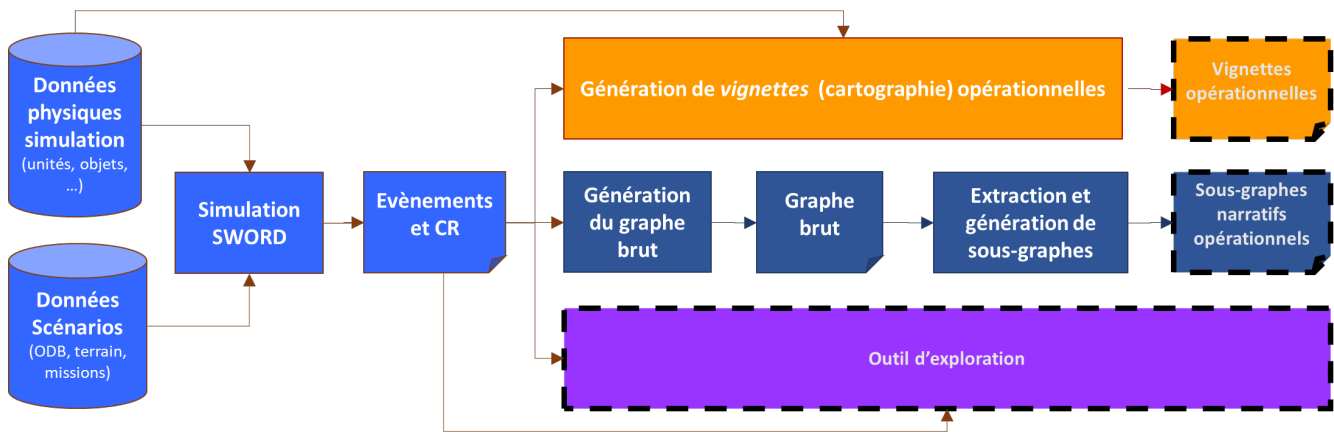 Données
physiques
simulation
(unités, objets,
...)
Données
Scénarios
(ODB, terrain,
missions)
Simulation
SWORD
Evènements
et CR
Génération de vignettes (cartographie) opérationnelles
Vignettes
opérationnelles
Génération
du graphe
brut
Graphe
brut
Extraction et
génération de
sous-graphes
Sous-graphes
narratifs
opérationnels
Outil d'exploration